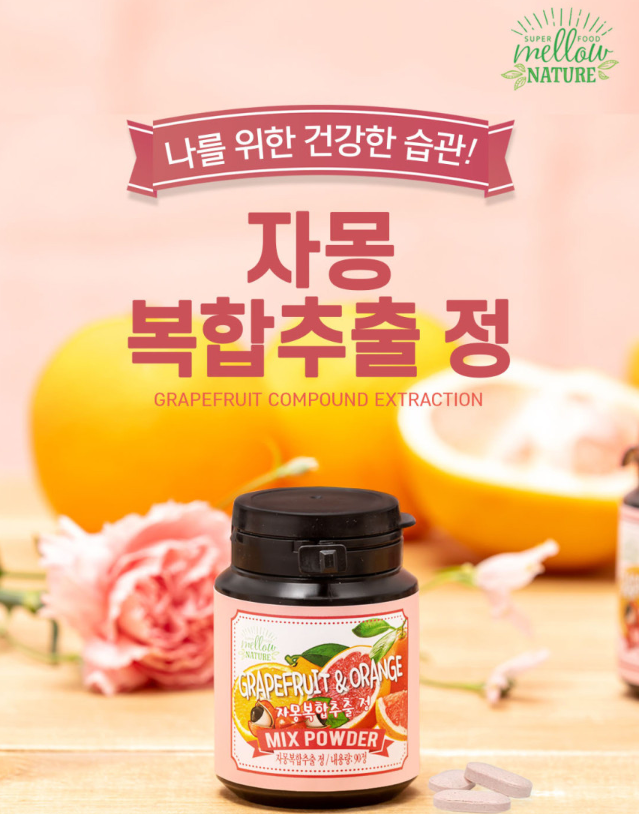 SUPER FOOD
mellow
NATURE
나를 위한 건강한 습관!
자몽
복합추출 정
GRAPEFRUIT COMPOUND EXTRACTION
mellow
NATURE
GRAPEFRUIT & ORANGE
자몽복합추출 정
MIX POWDER
자몽복합추출 정 / 내용량: 90정